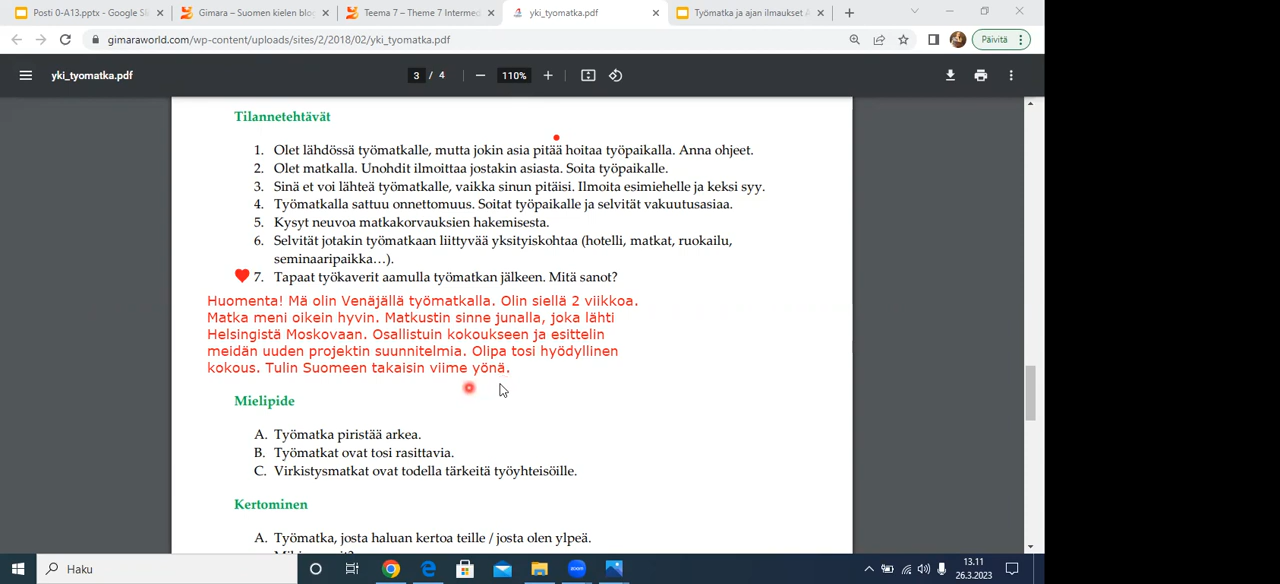 Posti 0-A13.pptx - Google Sl
Gimara – Suomen kielen blog
Teema 7 – Theme 7 Intermed
yki_tyomatka.pdf
Työmatka ja ajan ilmaukset A
gimaraworld.com/wp-content/uploads/sites/2/2018/02/yki_tyomatka.pdf
Päivitä
yki_tyomatka.pdf
3 / 4
110%
Tilannetehtävät
1. Olet lähdössä työmatkalle, mutta jokin asia pitää hoitaa työpaikalla. Anna ohjeet.
2. Olet matkalla. Unohdit ilmoittaa jostakin asiasta. Soita työpaikalle.
3. Sinä et voi lähteä työmatkalle, vaikka sinun pitäisi. Ilmoita esimiehelle ja keksi syy.
4. Työmatkalla sattuu onnettomuus. Soitat työpaikalle ja selvität vakuutusasiaa.
5. Kysyt neuvoa matkakorvauksien hakemisesta.
6. Selvität jotakin työmatkaan liittyvää yksityiskohtaa (hotelli, matkat, ruokailu,
seminaaripaikka…).
7. Tapaat työkaverit aamulla työmatkan jälkeen. Mitä sanot?
Huomenta! Mä olin Venäjällä työmatkalla. Olin siellä 2 viikkoa.
Matka meni oikein hyvin. Matkustin sinne junalla, joka lähti
Helsingistä Moskovaan. Osallistuin kokoukseen ja esittelin
meidän uuden projektin suunnitelmia. Olipa tosi hyödyllinen
kokous. Tulin Suomeen takaisin viime yönä.
Mielipide
A. Työmatka piristää arkea.
B. Työmatkat ovat tosi rasittavia.
C. Virkistysmatkat ovat todella tärkeitä työyhteisöille.
Kertominen
A. Työmatka, josta haluan kertoa teille / josta olen ylpeä.
Haku
zoom
13.11
26.3.2023